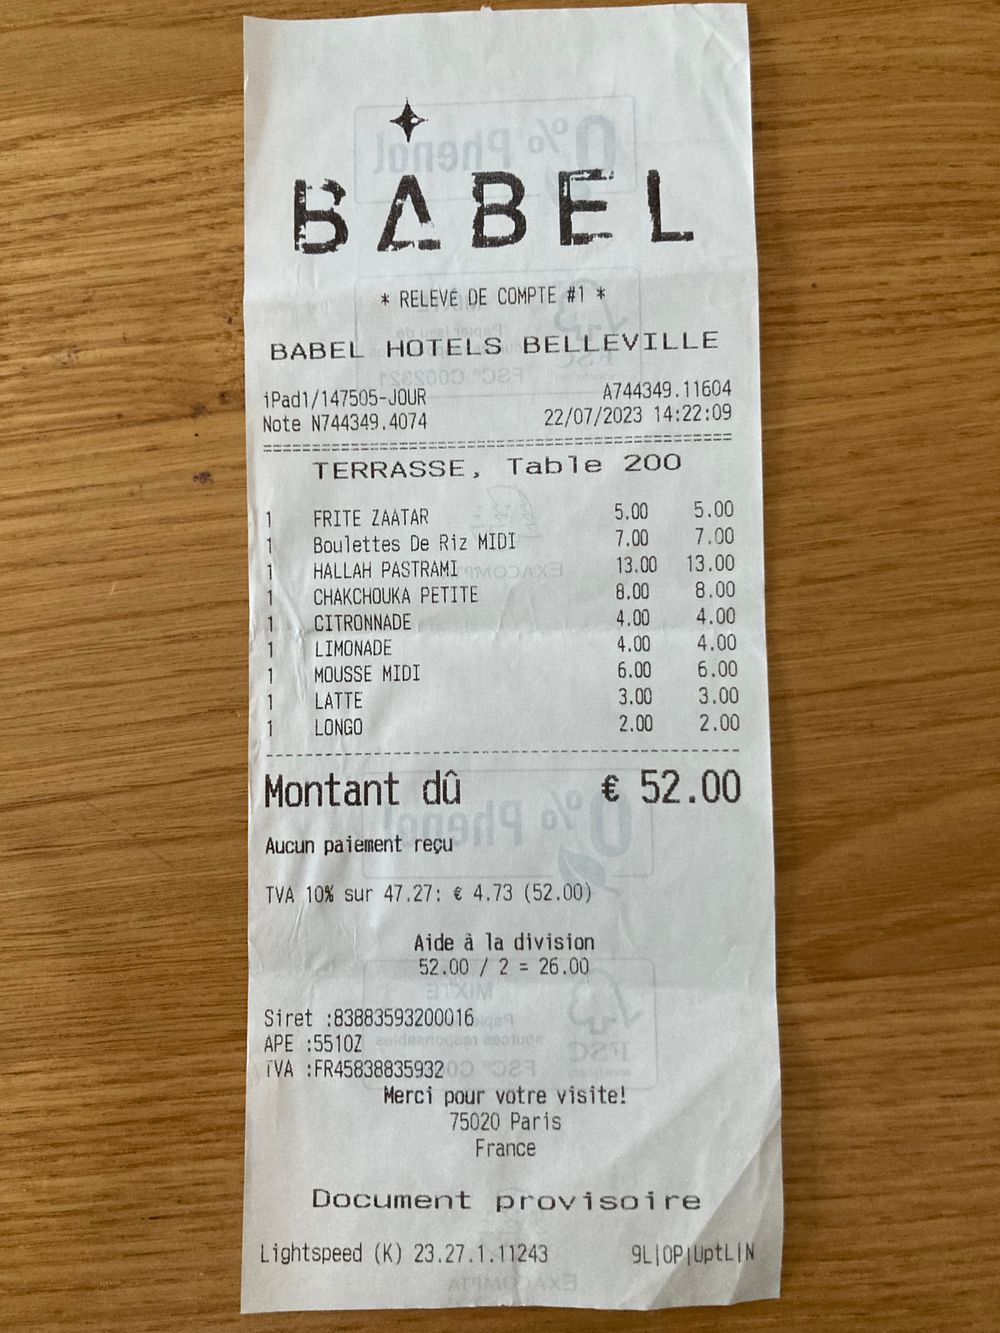 BABEL
* RELEVÉ DE COMPTE #1 *
BABEL HOTELS BELLEVILLE
iPad1/147505-JOUR A744349.11604
Note N744349.4074 22/07/2023 14:22:09
TERRASSE, Table 200
1 FRITE ZAATAR 5.00 5.00
1 Boulettes De Riz MIDI 7.00 7.00
1 HALLAH PASTRAMI 13.00 13.00
1 CHAKCHOUKA PETITE 8.00 8.00
1 CITRONNADE 4.00 4.00
1 LIMONADE 4.00 4.00
1 MOUSSE MIDI 6.00 6.00
1 LATTE 3.00 3.00
1 LONGO 2.00 2.00
Montant dû € 52.00
Aucun paiement reçu
TVA 10% sur 47.27: € 4.73 (52.00)
Aide à la division
52.00 / 2 = 26.00
Siret :83883593200016
APE :5510Z
TVA :FR45838835932
Merci pour votre visite!
75020 Paris
France
Document provisoire
Lightspeed (K) 23.27.1.11243 9L|OP|UptL|N